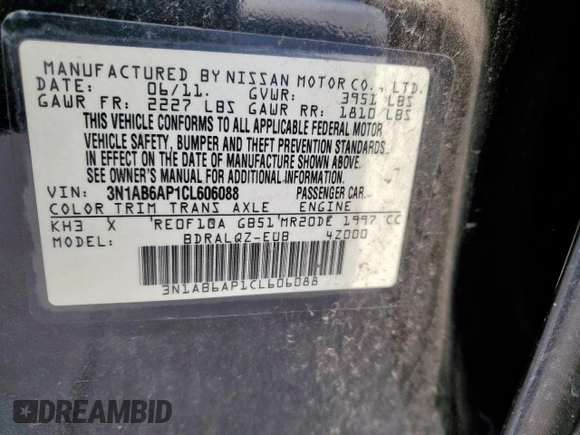 MANUFACTURED BY NISSAN MOTOR CO., LTD.
DATE: 06/11. GVWR: 3951 LBS
GAWR FR: 2227 LBS GAWR RR: 1810 LBS
THIS VEHICLE CONFORMS TO ALL APPLICABLE FEDERAL MOTOR
VEHICLE SAFETY, BUMPER AND THEFT PREVENTION STANDARDS
IN EFFECT ON THE DATE OF MANUFACTURE SHOWN ABOVE.
SEE OWNER'S MANUAL FOR ADDITIONAL INFORMATION.
VIN: 3N1AB6AP1CL606088 PASSENGER CAR
COLOR TRIM TRANS AXLE ENGINE
KH3 X RE0F10A GB51 MR20DE 1997 CC
MODEL: BDRALQZ-EUB 4Z000
3N1AB6AP1CL606088
DREAMBID